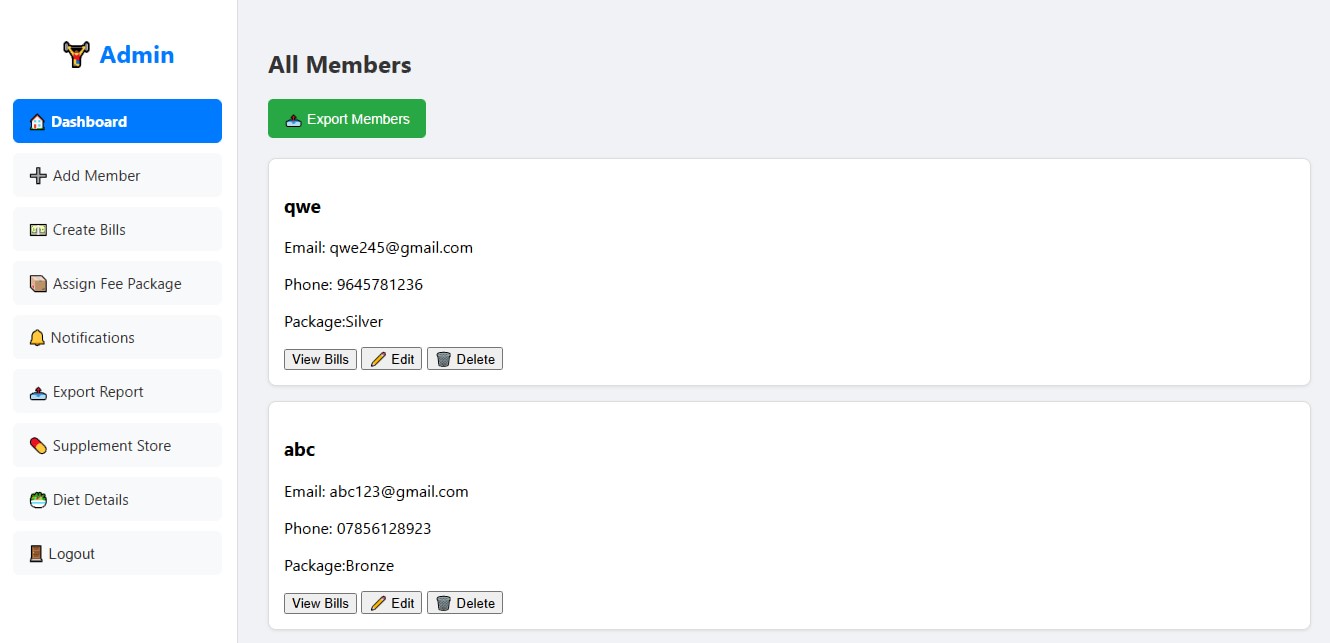 Admin
Dashboard
Add Member
Create Bills
Assign Fee Package
Notifications
Export Report
Supplement Store
Diet Details
Logout
All Members
Export Members
qwe
Email: qwe245@gmail.com
Phone: 9645781236
Package:Silver
View Bills Edit Delete
abc
Email: abc123@gmail.com
Phone: 07856128923
Package:Bronze
View Bills Edit Delete